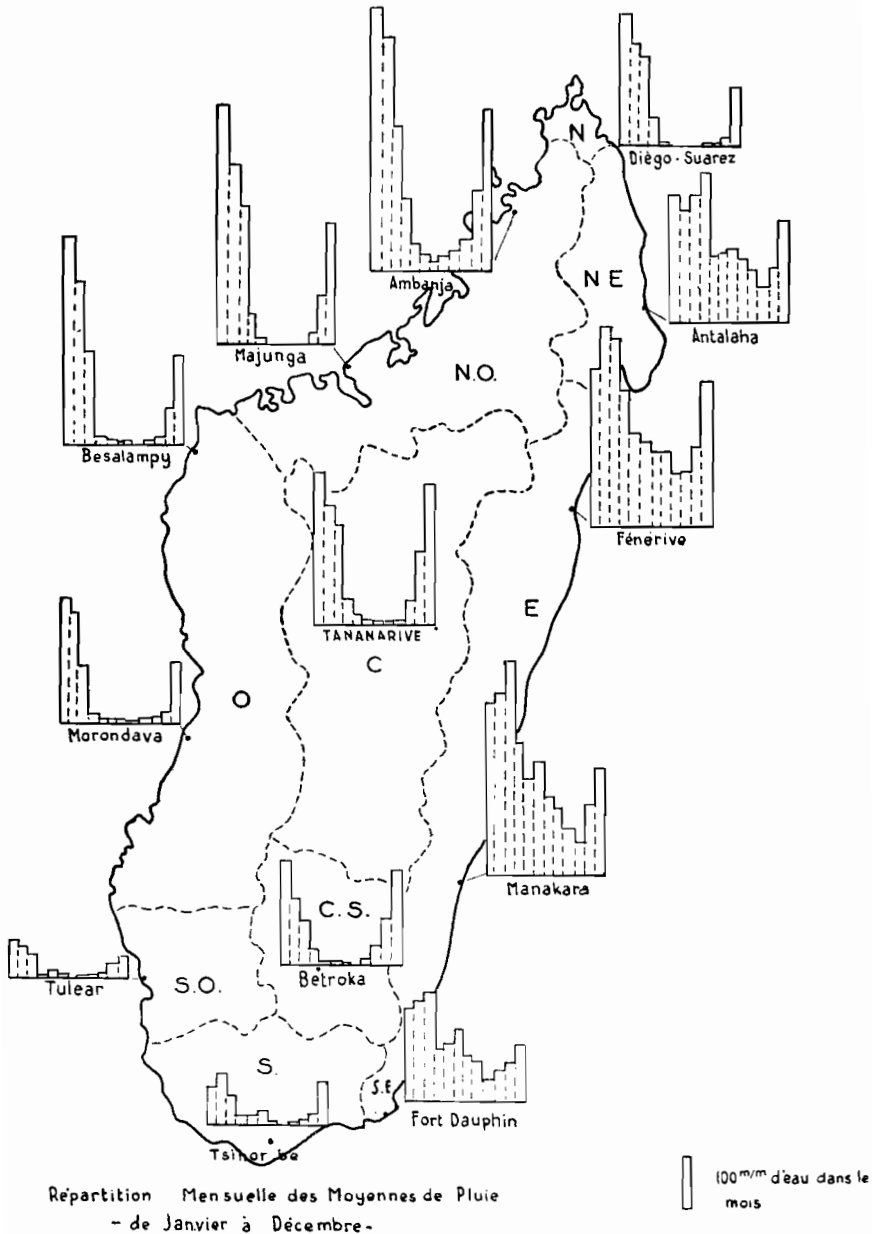 N
Diègo-Suarez
Ambanja
N E
Antalaha
Majunga
N.O.
Besalampy
Fénérive
TANANARIVE
E
C
O
Morondava
Manakara
C.S.
Tulear
S.O.
Betroka
S.
S.E
Fort Dauphin
Tsihombe
100 m/m d'eau dans le
mois
Répartition Mensuelle des Moyennes de Pluie
- de Janvier à Décembre-